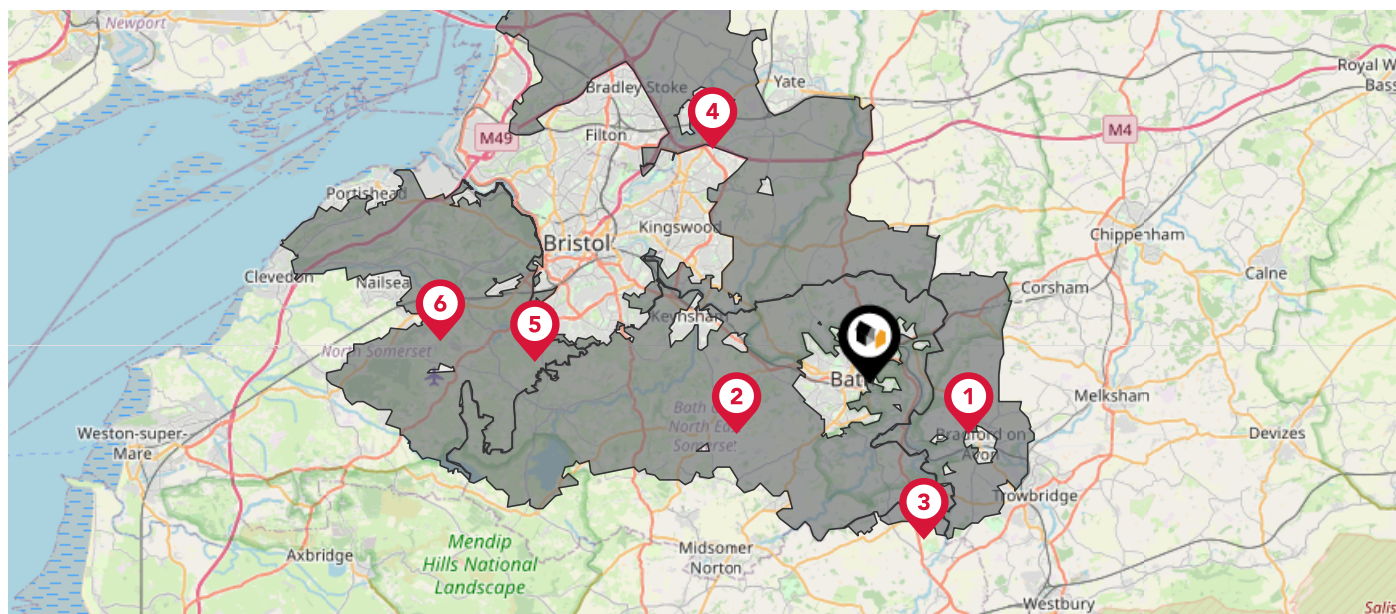 Newport
Royal W
Bass
Yate
Bradley Stoke
4
M4
Filton
M49
Portishead
Kingswood
Chippenham
Bristol
Clevedon
Nailsea
Calne
Corsham
6
5
Keynsham
North Somerset
Bat
2
1
Melksham
Bath
North Ea
Somerset
Weston-super-
Mare
Devizes
Bradford on
Avon
3
Trowbridge
Axbridge
Mendip
Hills National
Landscape
Midsomer
Norton
Westbury
Salis